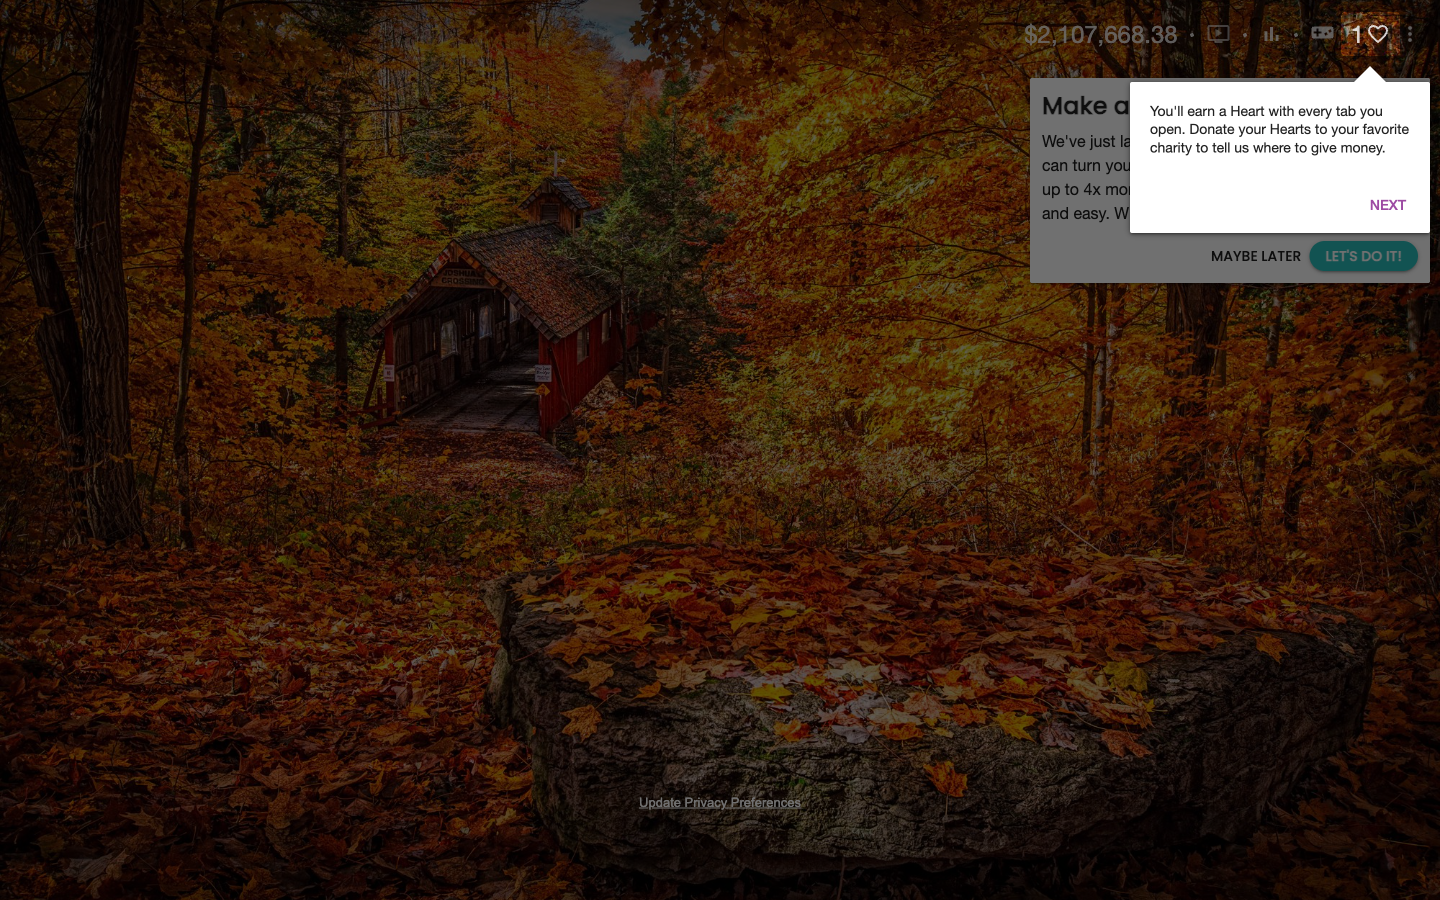 $2,107,668.38
1
Make a
We've just la
can turn you
up to 4x mor
and easy. W
You'll earn a Heart with every tab you
open. Donate your Hearts to your favorite
charity to tell us where to give money.
NEXT
MAYBE LATER
LET'S DO IT!
Update Privacy Preferences